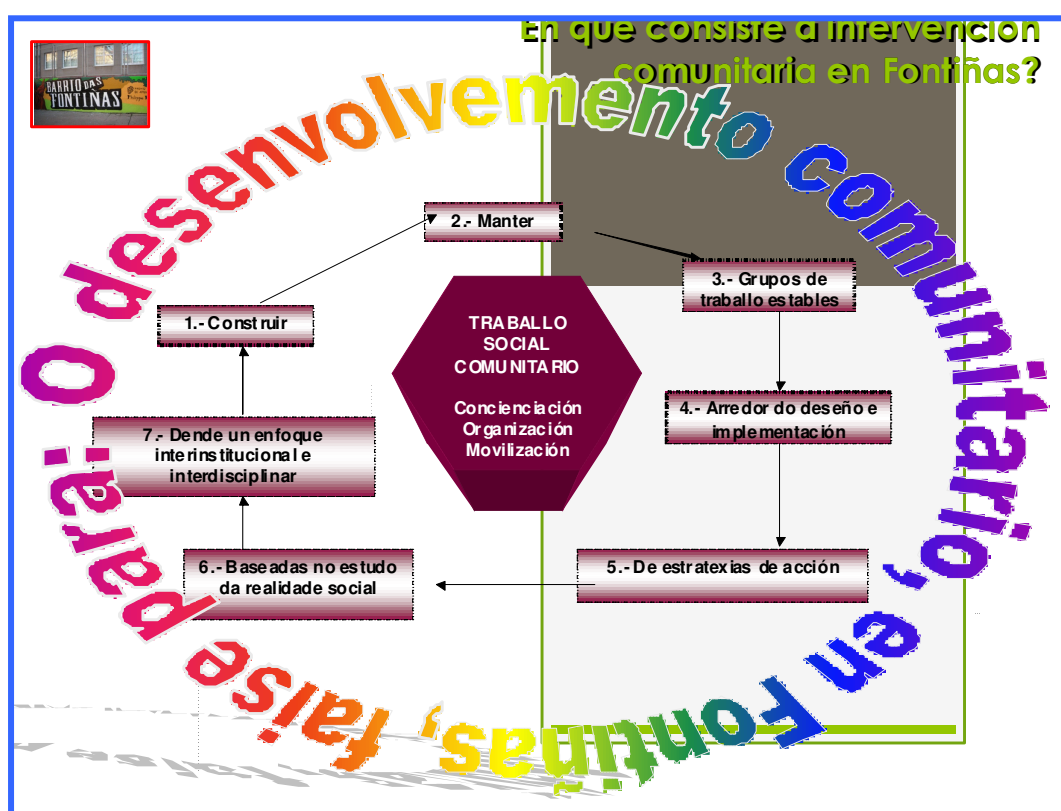 En que consiste a intervención
comunitaria en Fontiñas?
BARRIO DAS
FONTIÑAS
O desenvolvemento comunitario, en Fontiñas, faise para:
1.- Construir
2.- Manter
3.- Grupos de
traballo estables
4.- Arredor do deseño e
implementación
5.- De estratexias de acción
6.- Baseadas no estudo
da realidade social
7.- Dende un enfoque
interinstitucional e
interdisciplinar
TRABALLO
SOCIAL
COMUNITARIO
Concienciación
Organización
Movilización